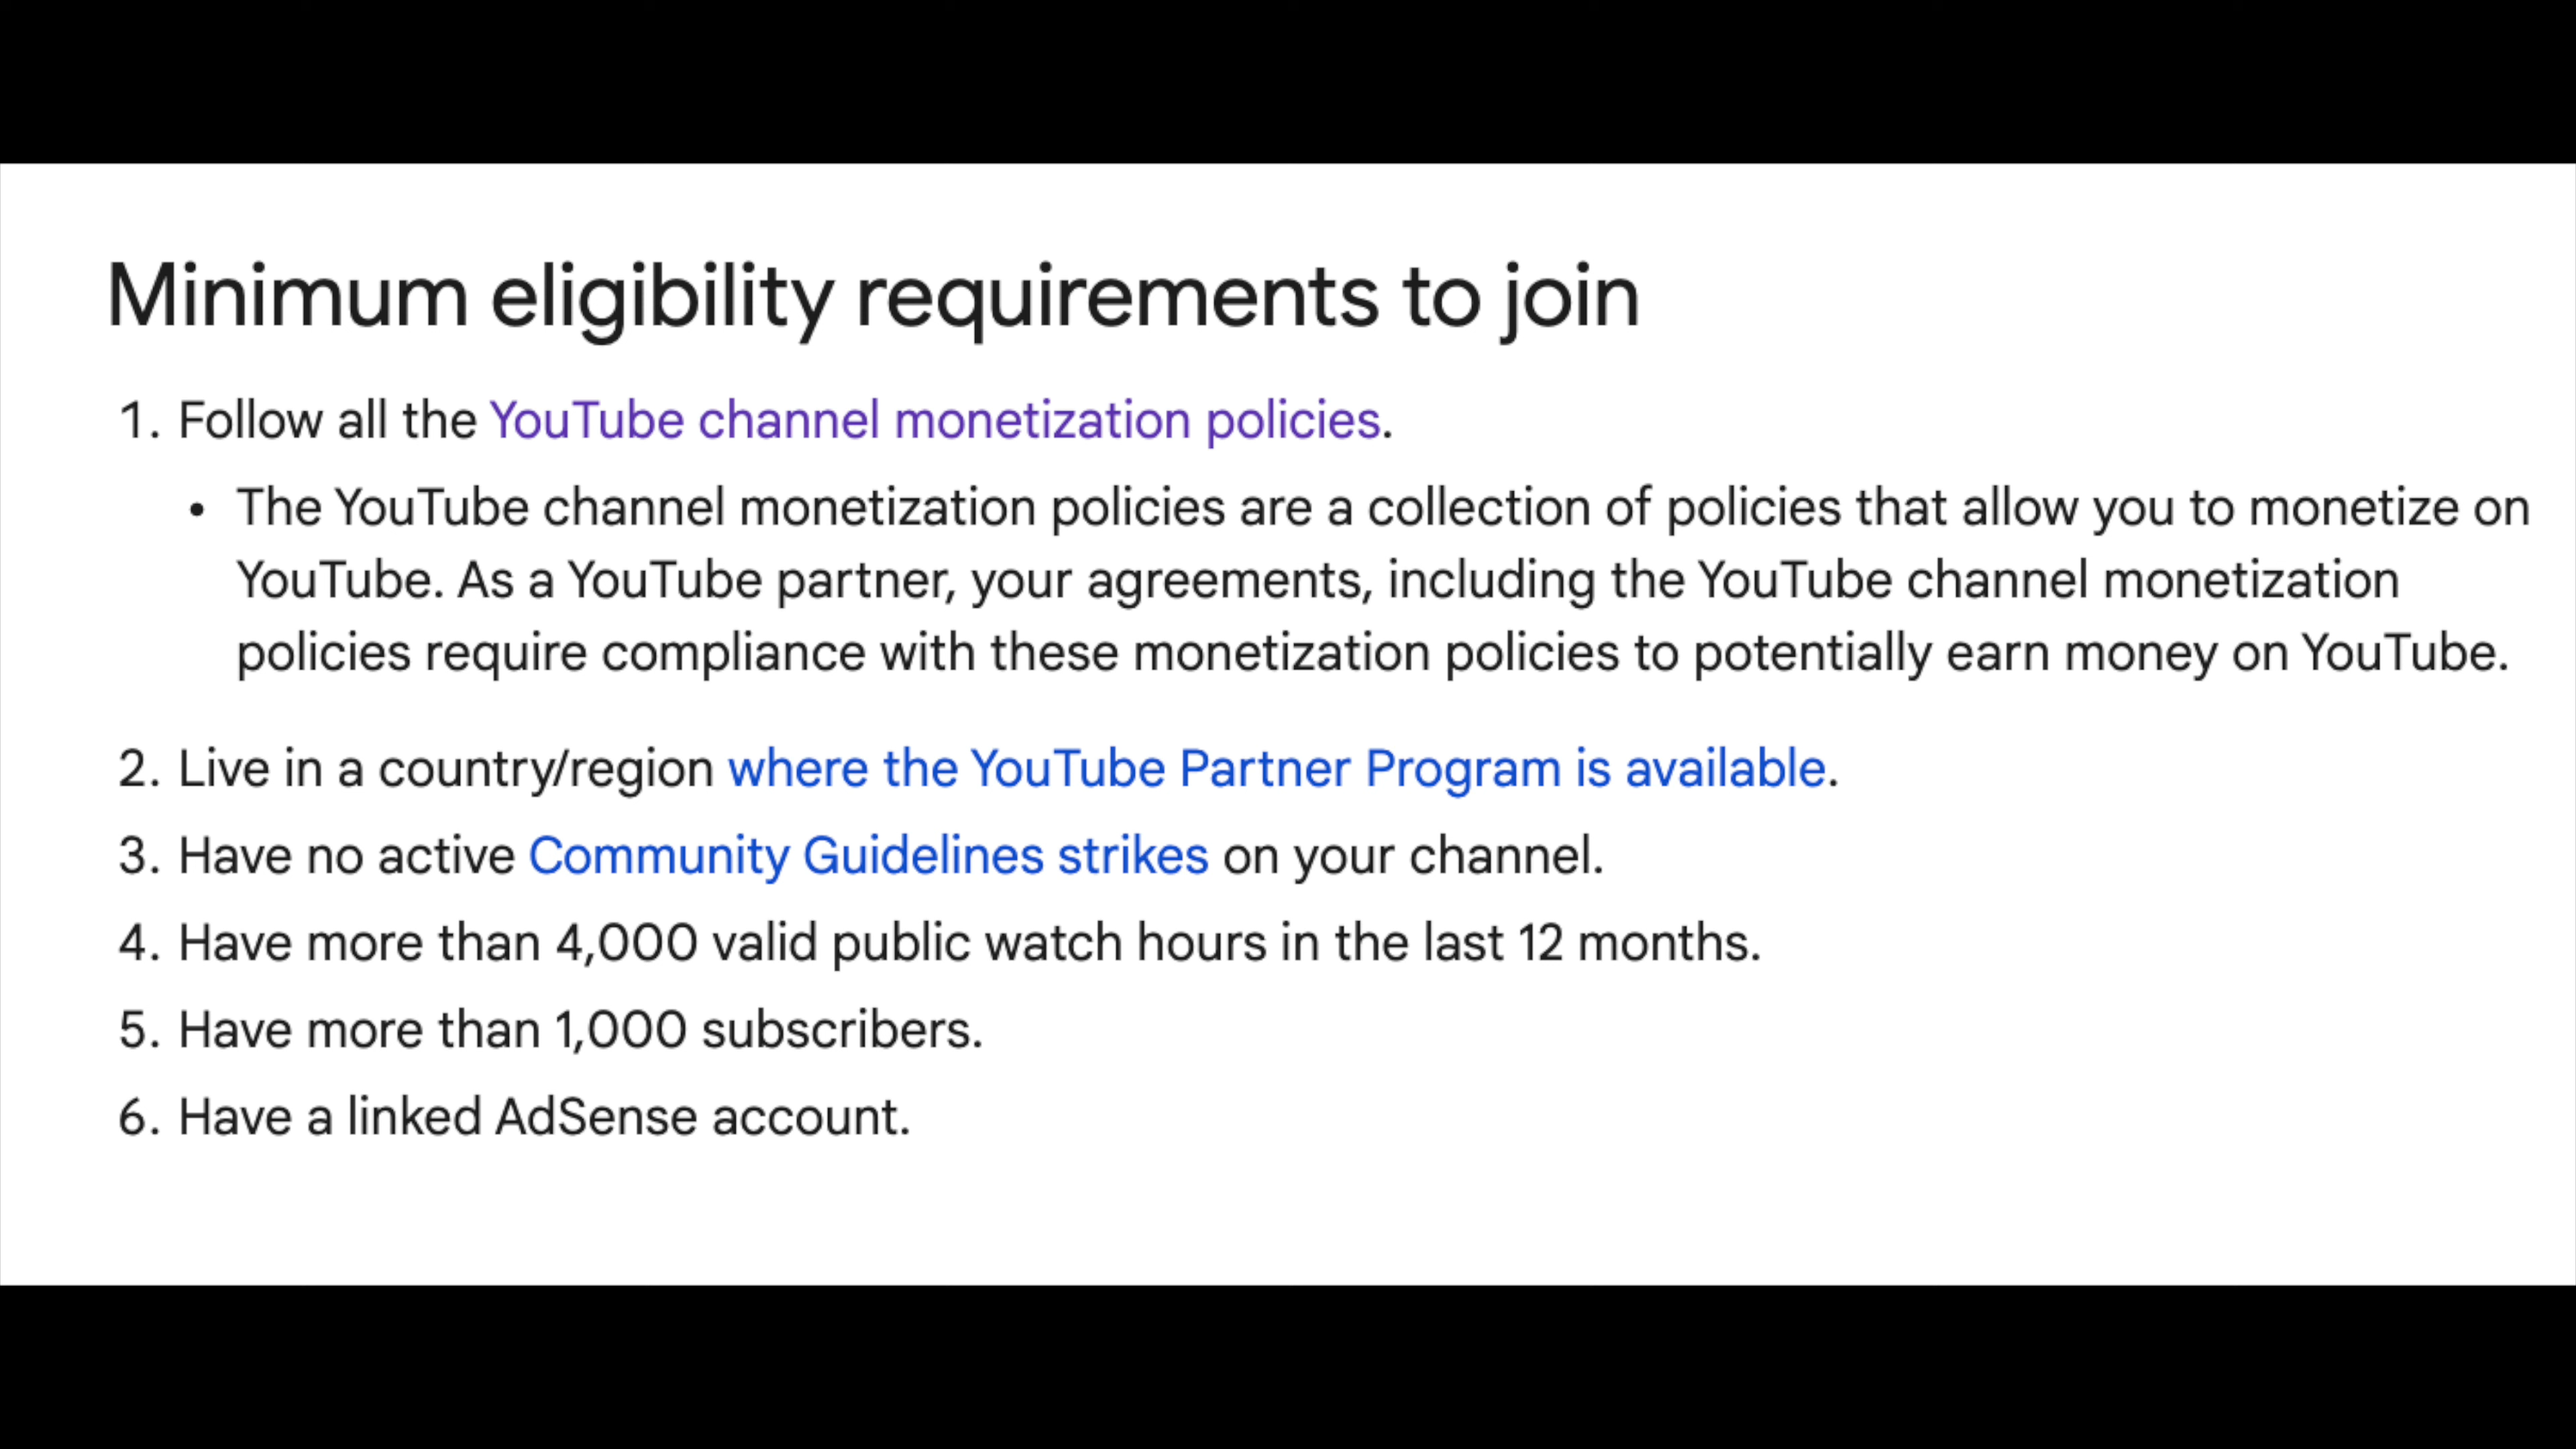 Minimum eligibility requirements to join
1. Follow all the YouTube channel monetization policies.
• The YouTube channel monetization policies are a collection of policies that allow you to monetize on
YouTube. As a YouTube partner, your agreements, including the YouTube channel monetization
policies require compliance with these monetization policies to potentially earn money on YouTube.
2. Live in a country/region where the YouTube Partner Program is available.
3. Have no active Community Guidelines strikes on your channel.
4. Have more than 4,000 valid public watch hours in the last 12 months.
5. Have more than 1,000 subscribers.
6. Have a linked AdSense account.